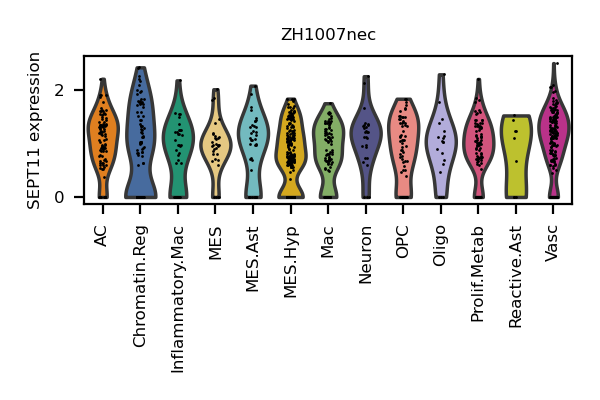 ZH1007nec
SEPT11 expression
2
0
AC
Chromatin.Reg
Inflammatory.Mac
MES
MES.Ast
MES.Hyp
Mac
Neuron
OPC
Oligo
Prolif.Metab
Reactive.Ast
Vasc